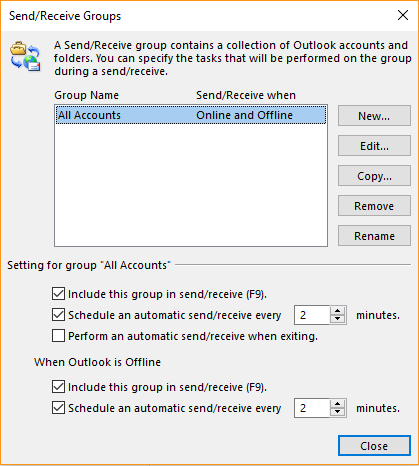 Send/Receive Groups
A Send/Receive group contains a collection of Outlook accounts and
folders. You can specify the tasks that will be performed on the group
during a send/receive.
Group Name Send/Receive when
All Accounts Online and Offline
New...
Edit...
Copy...
Remove
Rename
Setting for group "All Accounts"
Include this group in send/receive (F9).
Schedule an automatic send/receive every 2 minutes.
Perform an automatic send/receive when exiting.
When Outlook is Offline
Include this group in send/receive (F9).
Schedule an automatic send/receive every 2 minutes.
Close